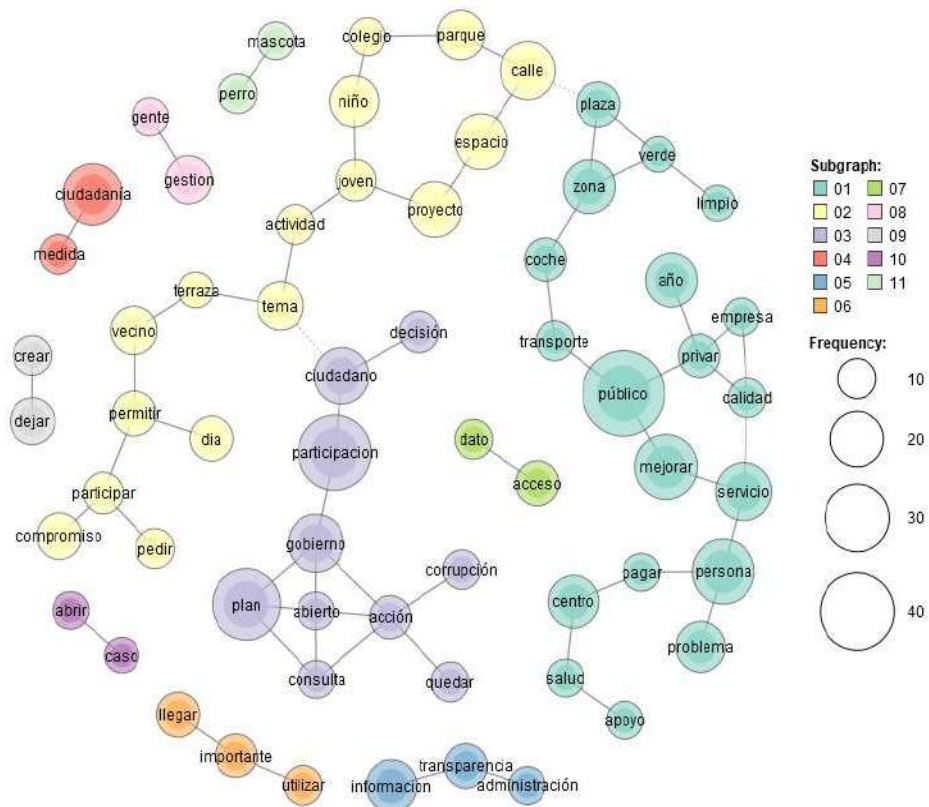 mascota
colegio
parque
calle
perro
niño
plaza
gente
espacio
verde
gestion
joven
zona
ciudadanía
proyecto
limpio
actividad
medida
coche
terraza
tema
año
vecino
decisión
empresa
crear
transporte
privar
ciudadano
público
calidad
dejar
permitir
dia
participacion
dato
mejorar
acceso
servicio
participar
compromiso
pedir
gobierno
corrupción
pagar
persona
plan
abierto
acción
centro
abrir
problema
caso
consulta
quedar
salud
llegar
apoyo
importante
transparencia
utilizar
información
administración
Subgraph:
01 07
02 08
03 09
04 10
05 11
06
Frequency:
10
20
30
40